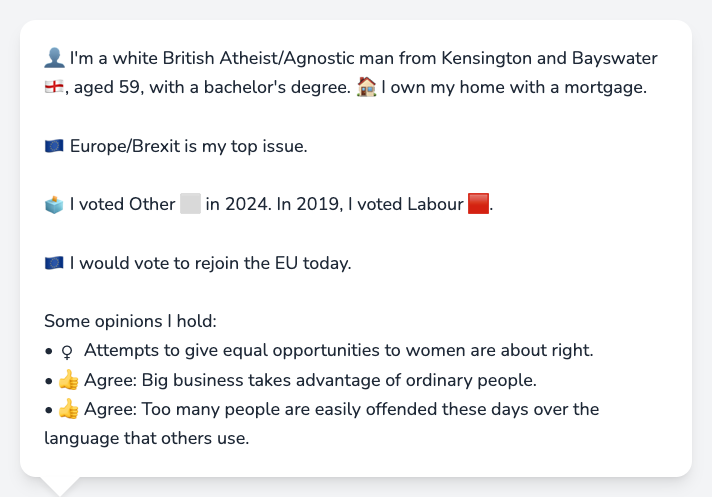 👤 I'm a white British Atheist/Agnostic man from Kensington and Bayswater
🏴󠁧󠁢󠁥󠁮󠁧󠁿, aged 59, with a bachelor's degree. 🏠 I own my home with a mortgage.
🇪🇺 Europe/Brexit is my top issue.
🗳️ I voted Other ⬜ in 2024. In 2019, I voted Labour 🟥.
🇪🇺 I would vote to rejoin the EU today.
Some opinions I hold:
• ♀ Attempts to give equal opportunities to women are about right.
• 👍 Agree: Big business takes advantage of ordinary people.
• 👍 Agree: Too many people are easily offended these days over the
language that others use.